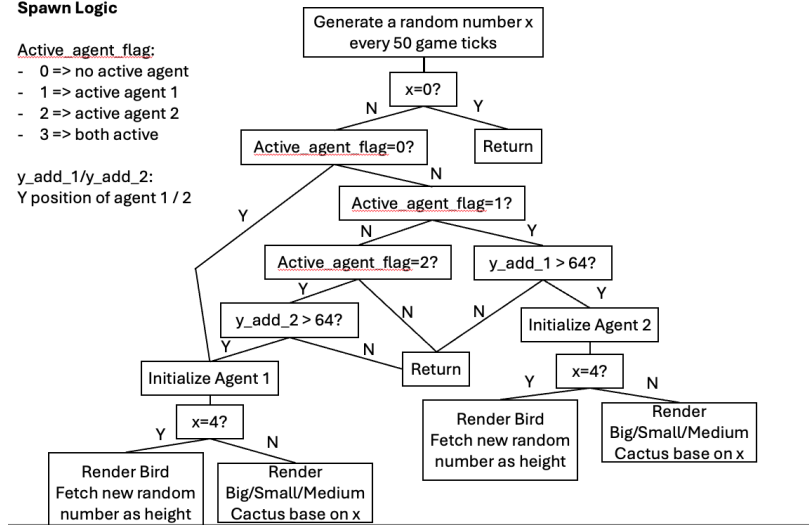 Spawn Logic
Active_agent_flag:
- 0 => no active agent
- 1 => active agent 1
- 2 => active agent 2
- 3 => both active
y_add_1/y_add_2:
Y position of agent 1 / 2
Generate a random number x
every 50 game ticks
x=0?
N
Y
Active_agent_flag=0?
Return
Y
N
Active_agent_flag=1?
N
Y
Active_agent_flag=2?
y_add_1 > 64?
Y
N
N
Y
y_add_2 > 64?
Initialize Agent 2
Y
N
Return
Initialize Agent 1
x=4?
Y
N
x=4?
Y
N
Render Bird
Fetch new random
number as height
Render
Big/Small/Medium
Cactus base on x
Render Bird
Fetch new random
number as height
Render
Big/Small/Medium
Cactus base on x